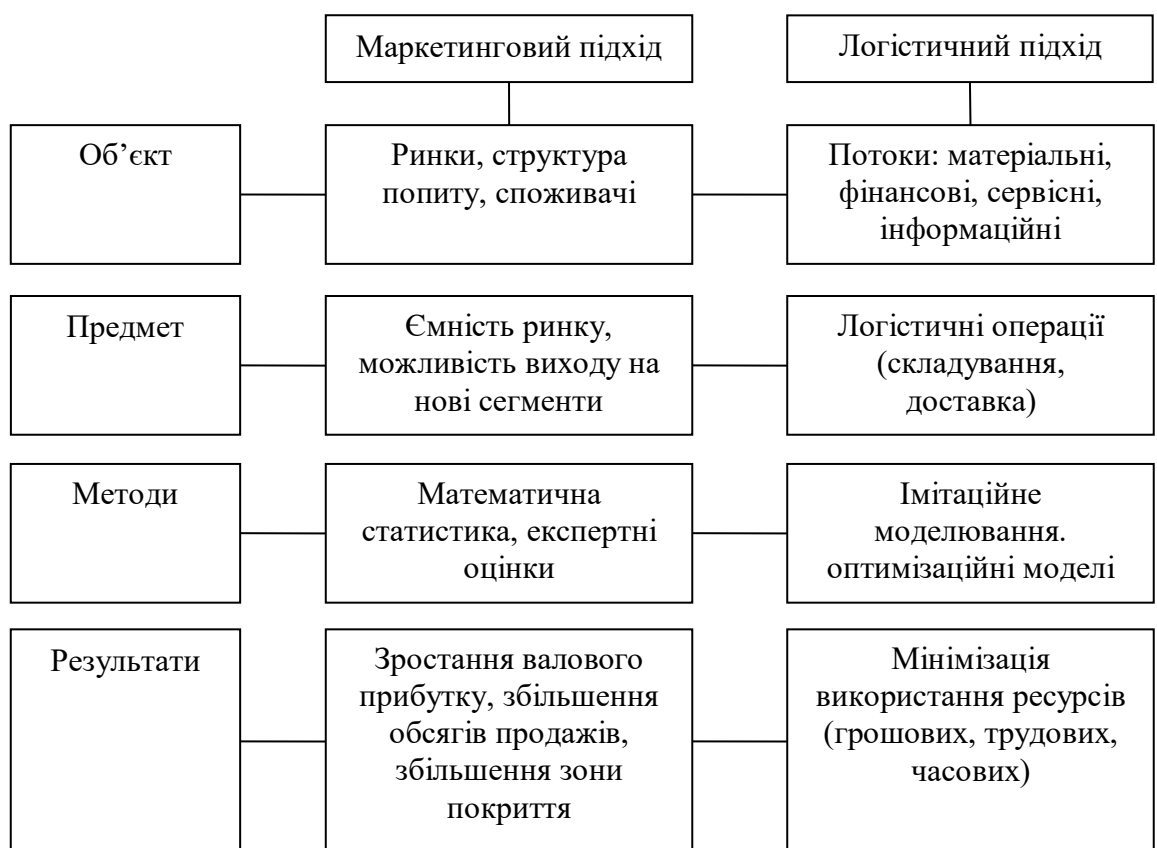 Маркетинговий підхід
Логістичний підхід
Об’єкт
Ринки, структура
попиту, споживачі
Потоки: матеріальні,
фінансові, сервісні,
інформаційні
Предмет
Ємність ринку,
можливість виходу на
нові сегменти
Логістичні операції
(складування,
доставка)
Методи
Математична
статистика, експертні
оцінки
Імітаційне
моделювання.
оптимізаційні моделі
Результати
Зростання валового
прибутку, збільшення
обсягів продажів,
збільшення зони
покриття
Мінімізація
використання ресурсів
(грошових, трудових,
часових)